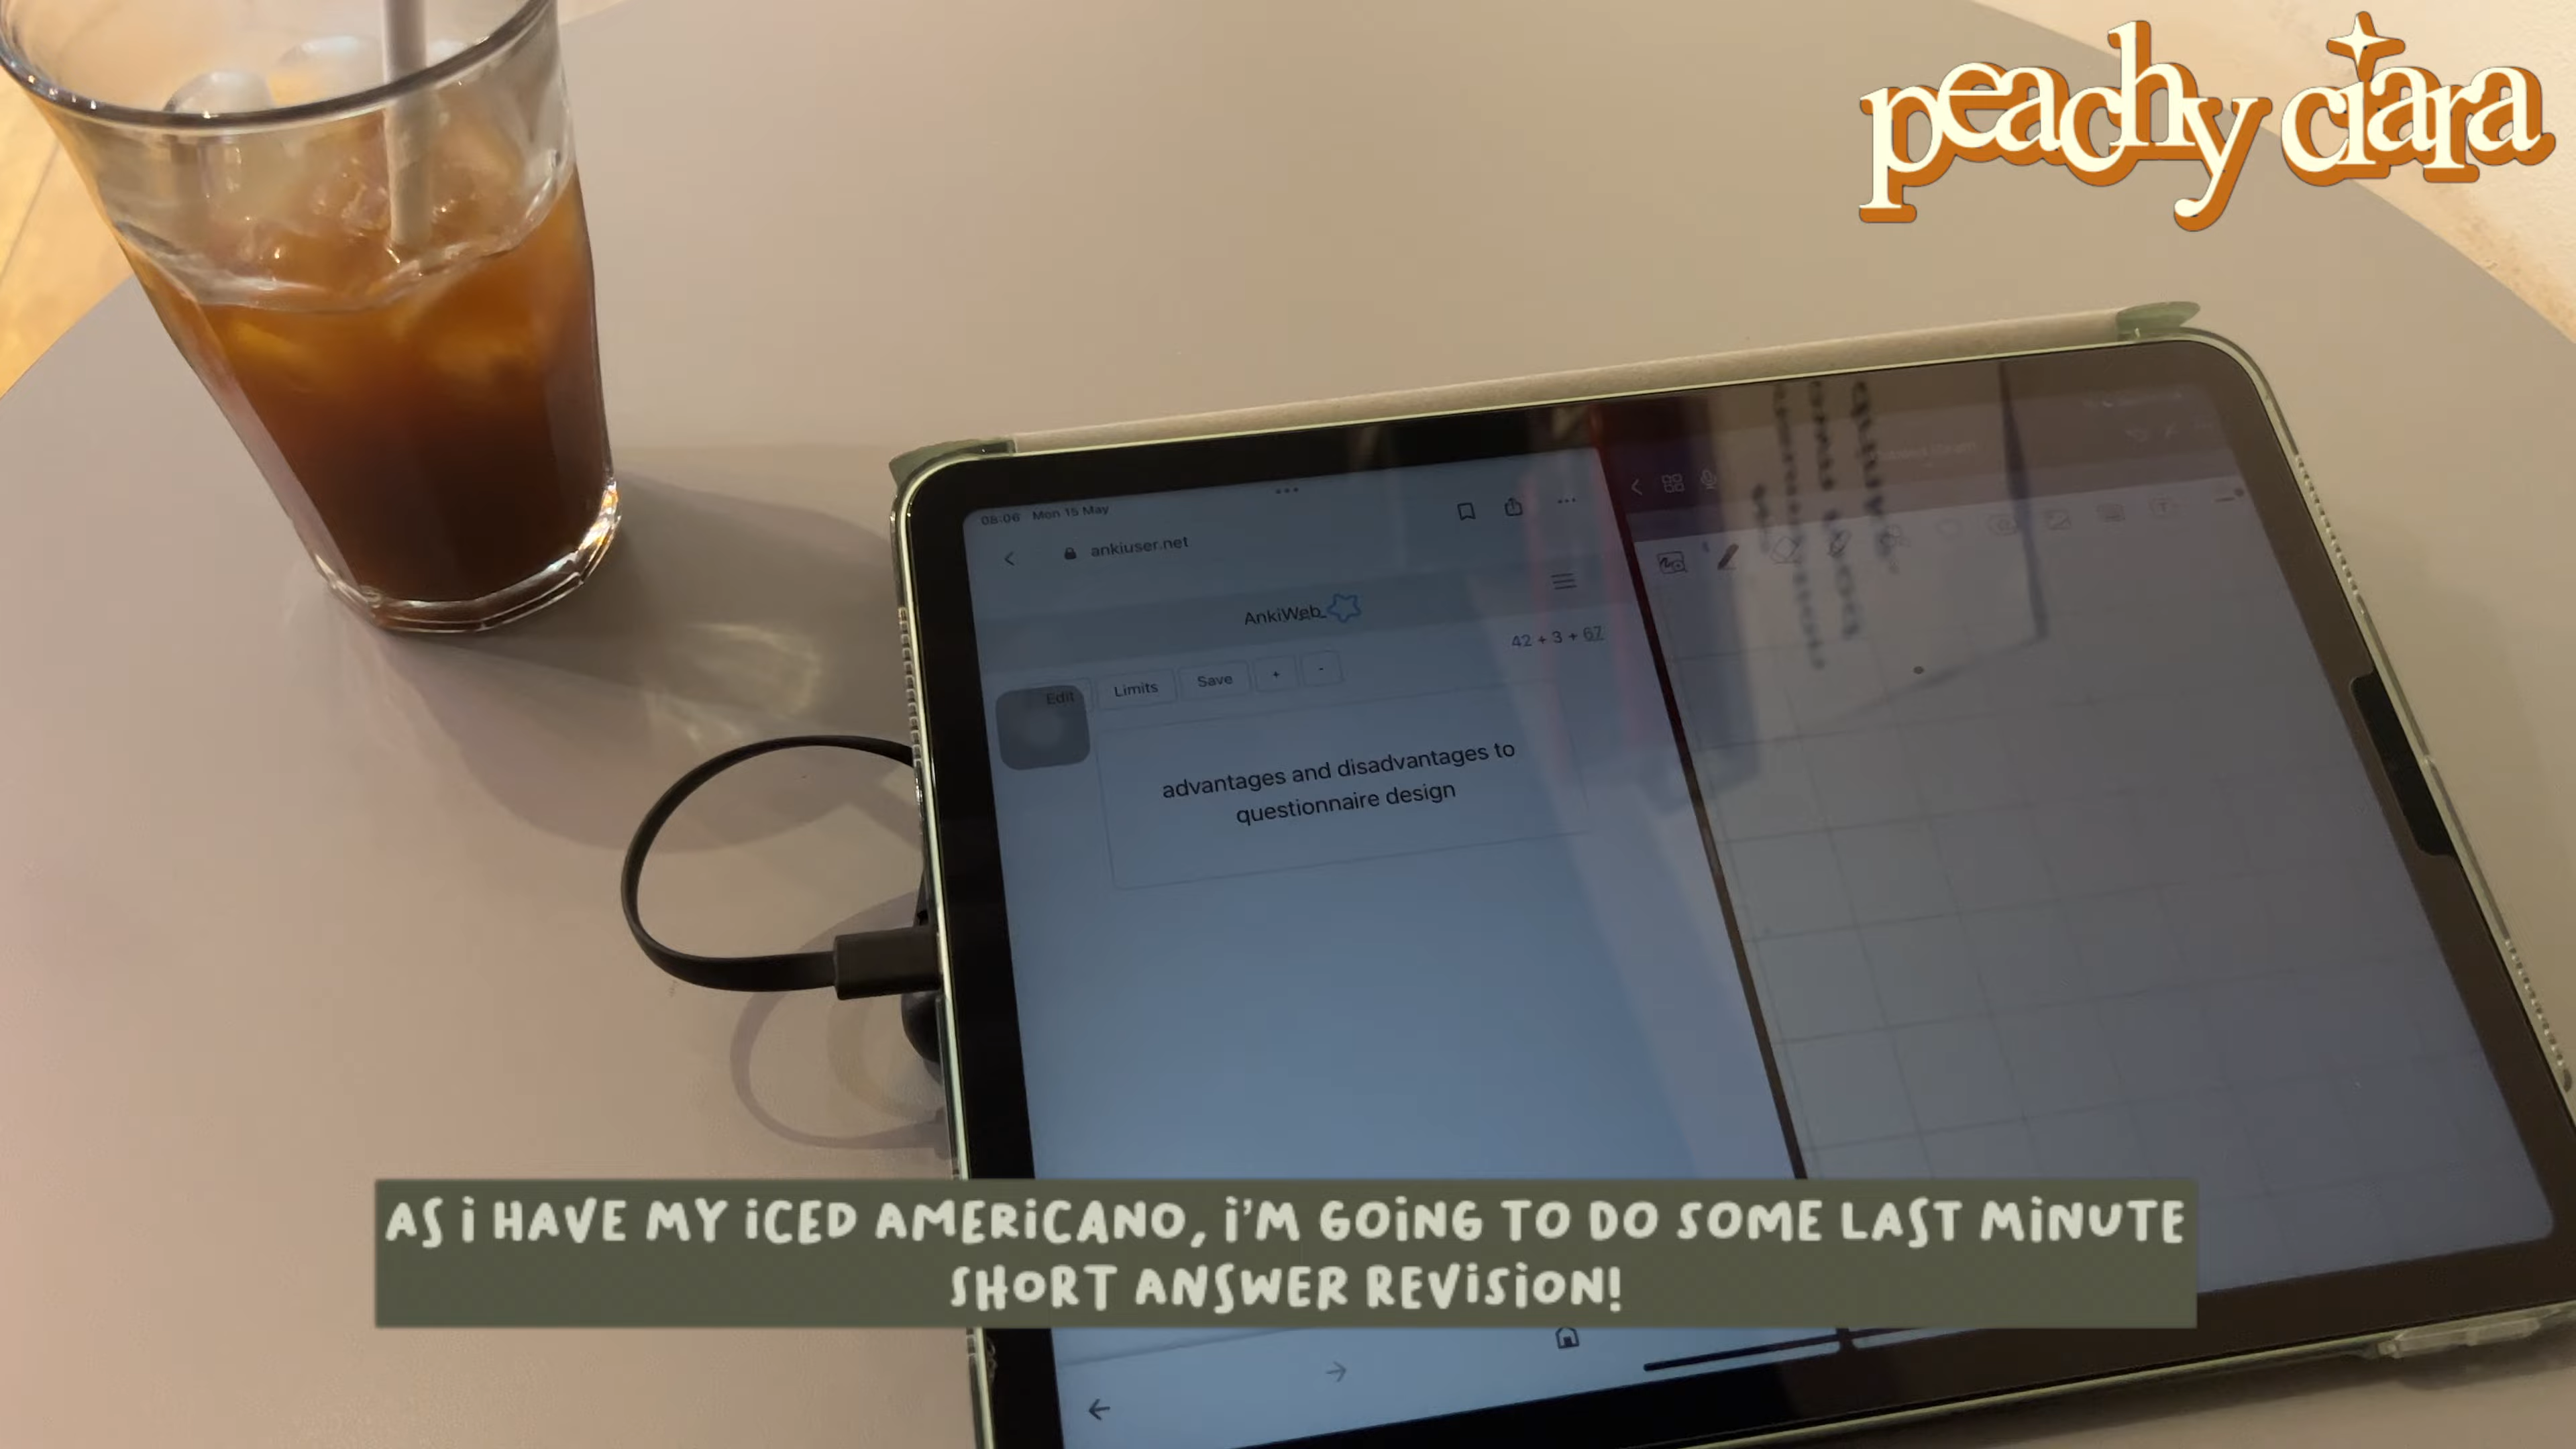 peachy ciara
08:06 Mon 15 May
ankiuser.net
AnkiWeb
42 + 3 + 67
Edit
Limits
Save
+
-
advantages and disadvantages to
questionnaire design
AS i HAVE MY iCED AMERiCANO, i'M GOiNG TO DO SOME LAST MiNUTE
SHORT ANSWER REViSiON!